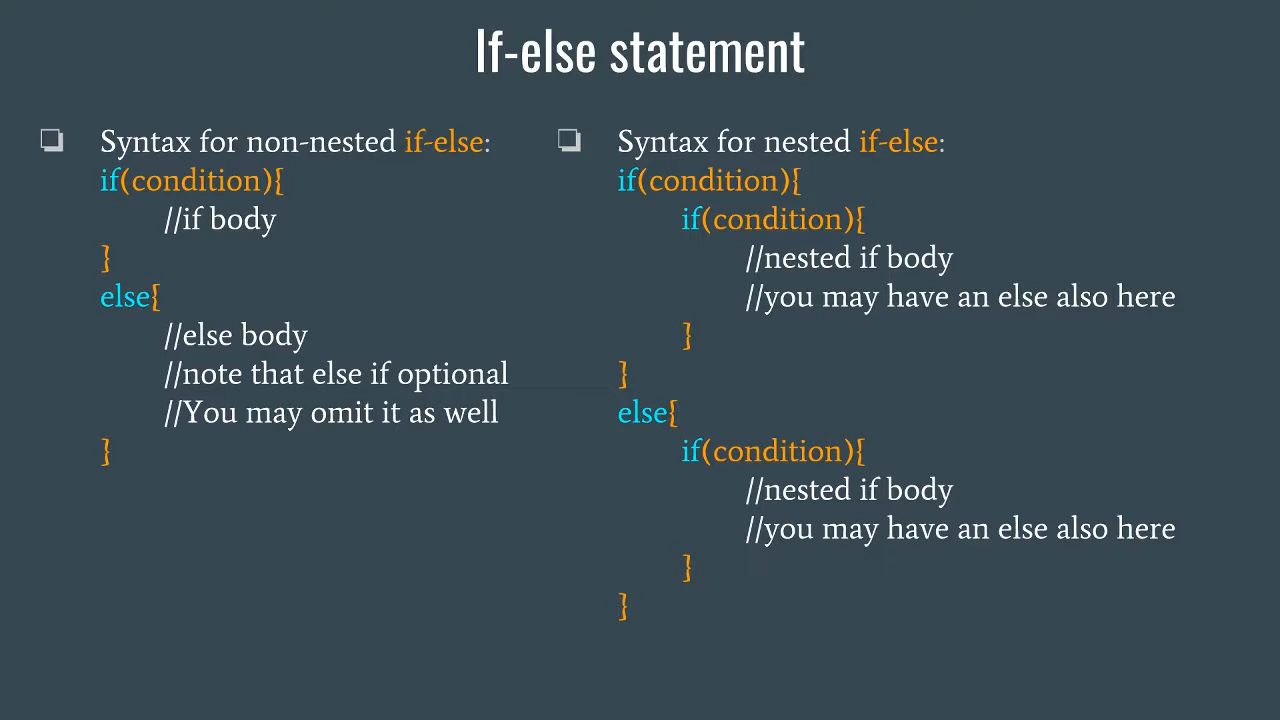 If-else statement
❏ Syntax for non-nested if-else:
if(condition){
//if body
}
else{
//else body
//note that else if optional
//You may omit it as well
}
❏ Syntax for nested if-else:
if(condition){
if(condition){
//nested if body
//you may have an else also here
}
}
else{
if(condition){
//nested if body
//you may have an else also here
}
}